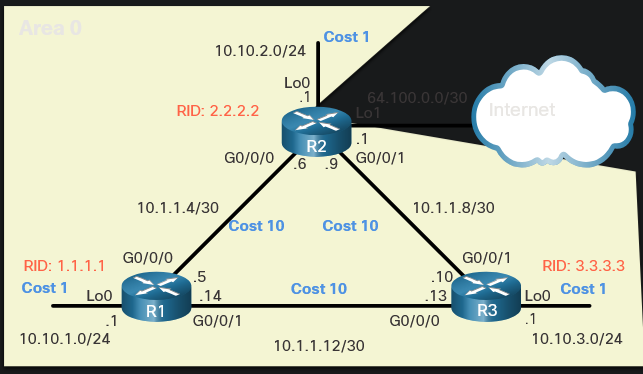 Area 0
Cost 1
10.10.2.0/24
Lo0
.1
64.100.0.0/30
Internet
RID: 2.2.2.2
Lo1
.1
R2
G0/0/0
.6
.9
G0/0/1
10.1.1.4/30
10.1.1.8/30
Cost 10
Cost 10
G0/0/0
G0/0/1
RID: 1.1.1.1
RID: 3.3.3.3
.5
.10
Cost 1
Lo0
.14
Cost 10
.13
Lo0
Cost 1
R1
R3
.1
G0/0/1
G0/0/0
.1
10.10.1.0/24
10.1.1.12/30
10.10.3.0/24